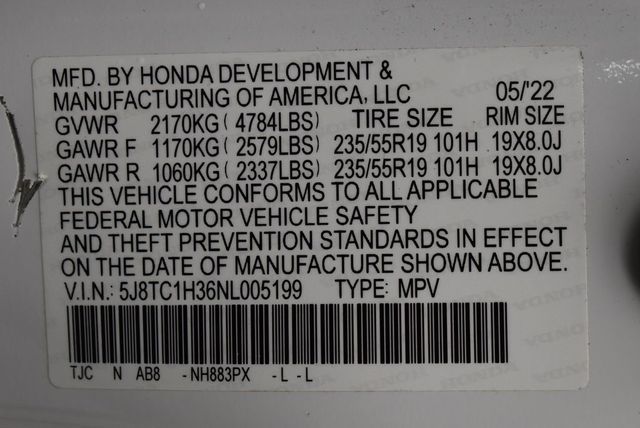 MFD. BY HONDA DEVELOPMENT &
MANUFACTURING OF AMERICA, LLC 05/'22
GVWR 2170KG ( 4784LBS) TIRE SIZE RIM SIZE
GAWR F 1170KG ( 2579LBS) 235/55R19 101H 19X8.0J
GAWR R 1060KG ( 2337LBS) 235/55R19 101H 19X8.0J
THIS VEHICLE CONFORMS TO ALL APPLICABLE
FEDERAL MOTOR VEHICLE SAFETY
AND THEFT PREVENTION STANDARDS IN EFFECT
ON THE DATE OF MANUFACTURE SHOWN ABOVE.
V.I.N.: 5J8TC1H36NL005199 TYPE: MPV
TJC N AB8 -NH883PX -L -L